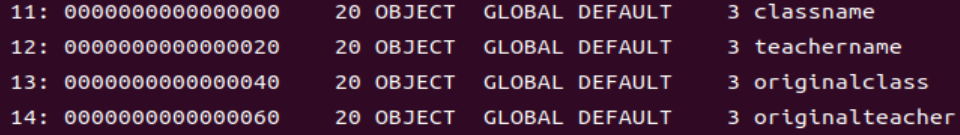 11: 0000000000000000 20 OBJECT GLOBAL DEFAULT 3 classname
12: 0000000000000020 20 OBJECT GLOBAL DEFAULT 3 teachername
13: 0000000000000040 20 OBJECT GLOBAL DEFAULT 3 originalclass
14: 0000000000000060 20 OBJECT GLOBAL DEFAULT 3 originalteacher